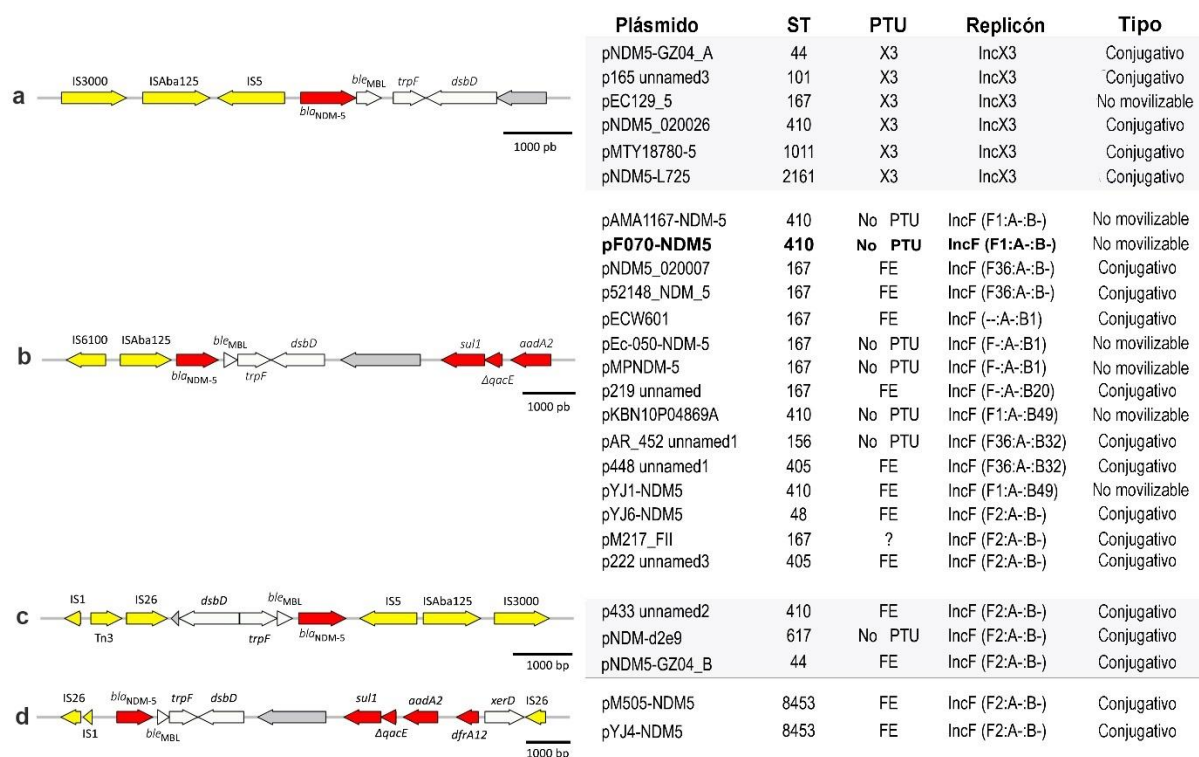 Plásmido ST PTU Replicón Tipo
a
IS3000 ISAba125 IS5 bleMBL trpF dsbD
blaNDM-5
1000 pb
pNDM5-GZ04_A 44 X3 IncX3 Conjugativo
p165 unnamed3 101 X3 IncX3 Conjugativo
pEC129_5 167 X3 IncX3 No movilizable
pNDM5_020026 410 X3 IncX3 Conjugativo
pMTY18780-5 1011 X3 IncX3 Conjugativo
pNDM5-L725 2161 X3 IncX3 Conjugativo
b
IS6100 ISAba125 bleMBL dsbD sul1 aadA2
blaNDM-5 trpF ΔqacE
1000 pb
pAMA1167-NDM-5 410 No PTU IncF (F1:A-:B-) No movilizable
pF070-NDM5 410 No PTU IncF (F1:A-:B-) No movilizable
pNDM5_020007 167 FE IncF (F36:A-:B-) Conjugativo
p52148_NDM_5 167 FE IncF (F36:A-:B-) Conjugativo
pECW601 167 FE IncF (--:A-:B1) Conjugativo
pEc-050-NDM-5 167 No PTU IncF (F-:A-:B1) No movilizable
pMPNDM-5 167 No PTU IncF (F-:A-:B1) No movilizable
p219 unnamed 167 FE IncF (F-:A-:B20) Conjugativo
pKBN10P04869A 410 No PTU IncF (F1:A-:B49) No movilizable
pAR_452 unnamed1 156 No PTU IncF (F36:A-:B32) Conjugativo
p448 unnamed1 405 FE IncF (F36:A-:B32) Conjugativo
pYJ1-NDM5 410 FE IncF (F1:A-:B49) No movilizable
pYJ6-NDM5 48 FE IncF (F2:A-:B-) Conjugativo
pM217_FII 167 ? IncF (F2:A-:B-) Conjugativo
p222 unnamed3 405 FE IncF (F2:A-:B-) Conjugativo
c
IS1 IS26 dsbD bleMBL IS5 ISAba125 IS3000
Tn3 trpF blaNDM-5
1000 bp
p433 unnamed2 410 FE IncF (F2:A-:B-) Conjugativo
pNDM-d2e9 617 No PTU IncF (F2:A-:B-) Conjugativo
pNDM5-GZ04_B 44 FE IncF (F2:A-:B-) Conjugativo
d
IS26 blaNDM-5 trpF dsbD sul1 aadA2 xerD IS26
IS1 bleMBL ΔqacE dfrA12
1000 bp
pM505-NDM5 8453 FE IncF (F2:A-:B-) Conjugativo
pYJ4-NDM5 8453 FE IncF (F2:A-:B-) Conjugativo